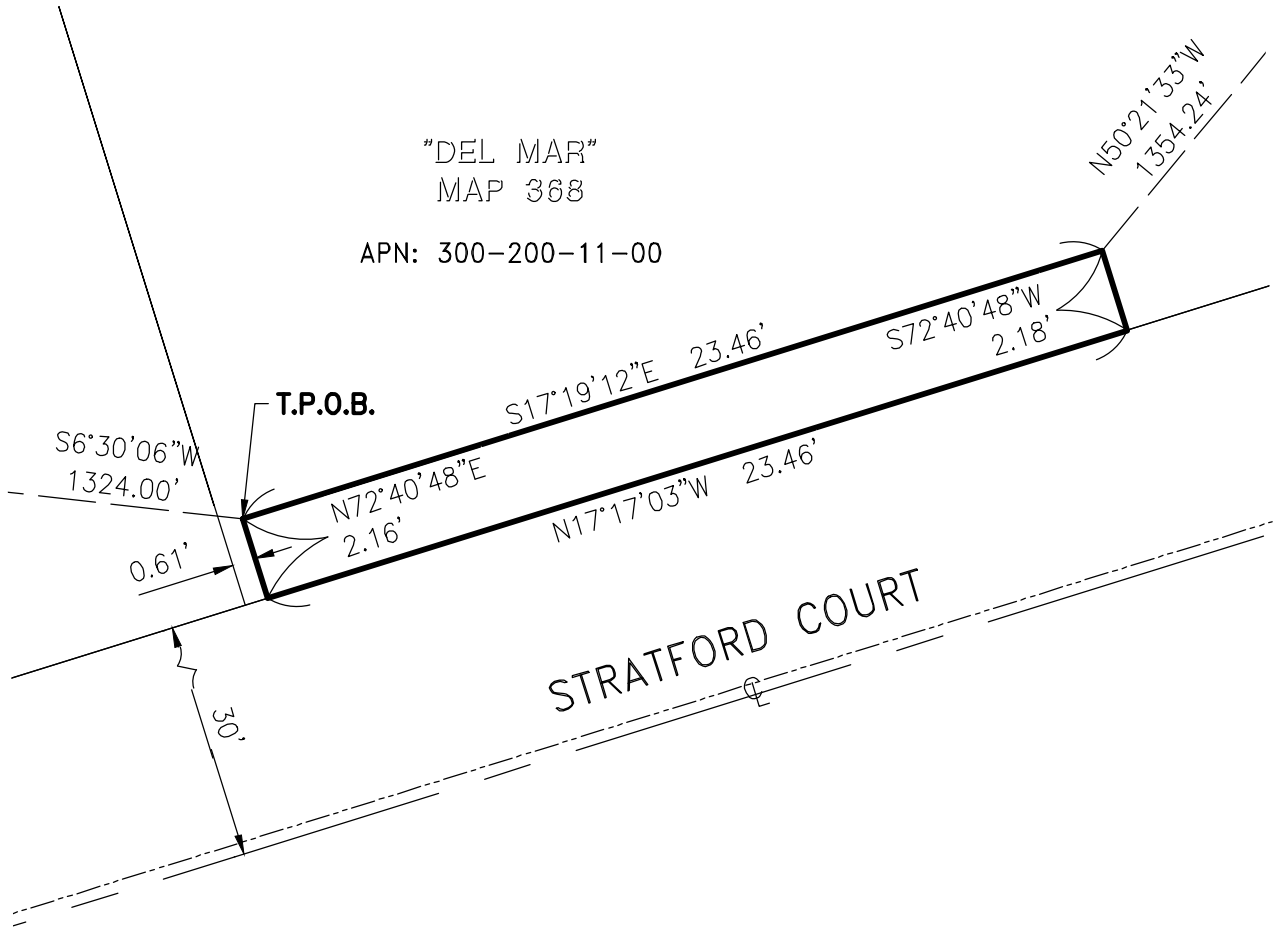 "DEL MAR"
MAP 368
APN: 300-200-11-00
N50°21'33"W
1354.24'
S72°40'48"W
2.18'
S17°19'12"E 23.46'
T.P.O.B.
S6°30'06"W
1324.00'
N72°40'48"E
2.16'
N17°17'03"W 23.46'
0.61'
STRATFORD COURT
CL
30'